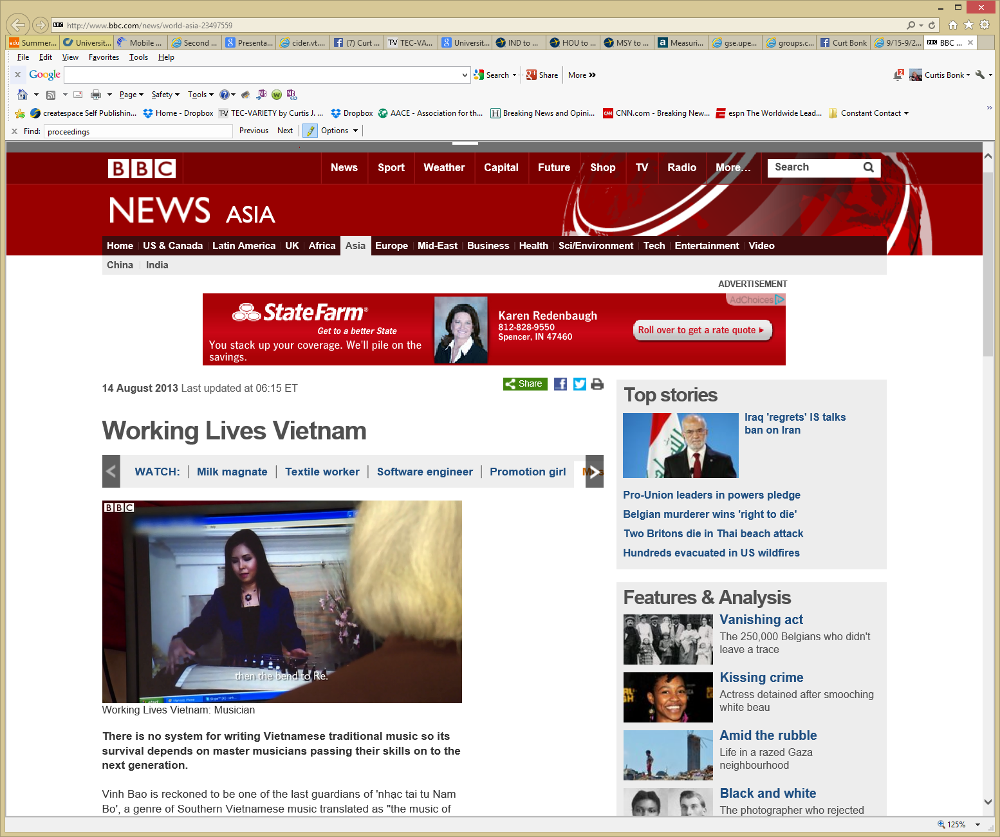 http://www.bbc.com/news/world-asia-23497559
Summer...
Universit...
Mobile ...
Second ...
Presenta...
cider.vt....
(7) Curt ...
TEC-VA...
Universit...
IND to ...
HOU to ...
MSY to ...
Measuri...
gse.upe...
groups.c...
Curt Bonk
9/15-9/2...
BBC ...
File Edit View Favorites Tools Help
x Google
Search
Share
More »
2
Curtis Bonk
Page Safety Tools
createspace Self Publishin...
Home - Dropbox
TEC-VARIETY by Curtis J. ...
Dropbox
AACE - Association for th...
Breaking News and Opini...
CNN.com - Breaking New...
espn The Worldwide Lead...
Constant Contact
x Find: proceedings Previous Next Options
BBC
News Sport Weather Capital Future Shop TV Radio More... Search
NEWS ASIA
Home US & Canada Latin America UK Africa Asia Europe Mid-East Business Health Sci/Environment Tech Entertainment Video
China India
ADVERTISEMENT
AdChoices
StateFarm®
Get to a better State
You stack up your coverage. We'll pile on the
savings.
Karen Redenbaugh
812-828-9550
Spencer, IN 47460
Roll over to get a rate quote
14 August 2013 Last updated at 06:15 ET
Share
Working Lives Vietnam
WATCH: Milk magnate Textile worker Software engineer Promotion girl
BBC
then the bend to Re.
start
Working Lives Vietnam: Musician
There is no system for writing Vietnamese traditional music so its
survival depends on master musicians passing their skills on to the
next generation.
Vinh Bao is reckoned to be one of the last guardians of 'nhạc tai tu Nam
Bo', a genre of Southern Vietnamese music translated as "the music of
Top stories
Iraq 'regrets' IS talks
ban on Iran
Pro-Union leaders in powers pledge
Belgian murderer wins 'right to die'
Two Britons die in Thai beach attack
Hundreds evacuated in US wildfires
Features & Analysis
Vanishing act
The 250,000 Belgians who didn't
leave a trace
Kissing crime
Actress detained after smooching
white beau
Amid the rubble
Life in a razed Gaza
neighbourhood
Black and white
The photographer who rejected
125%